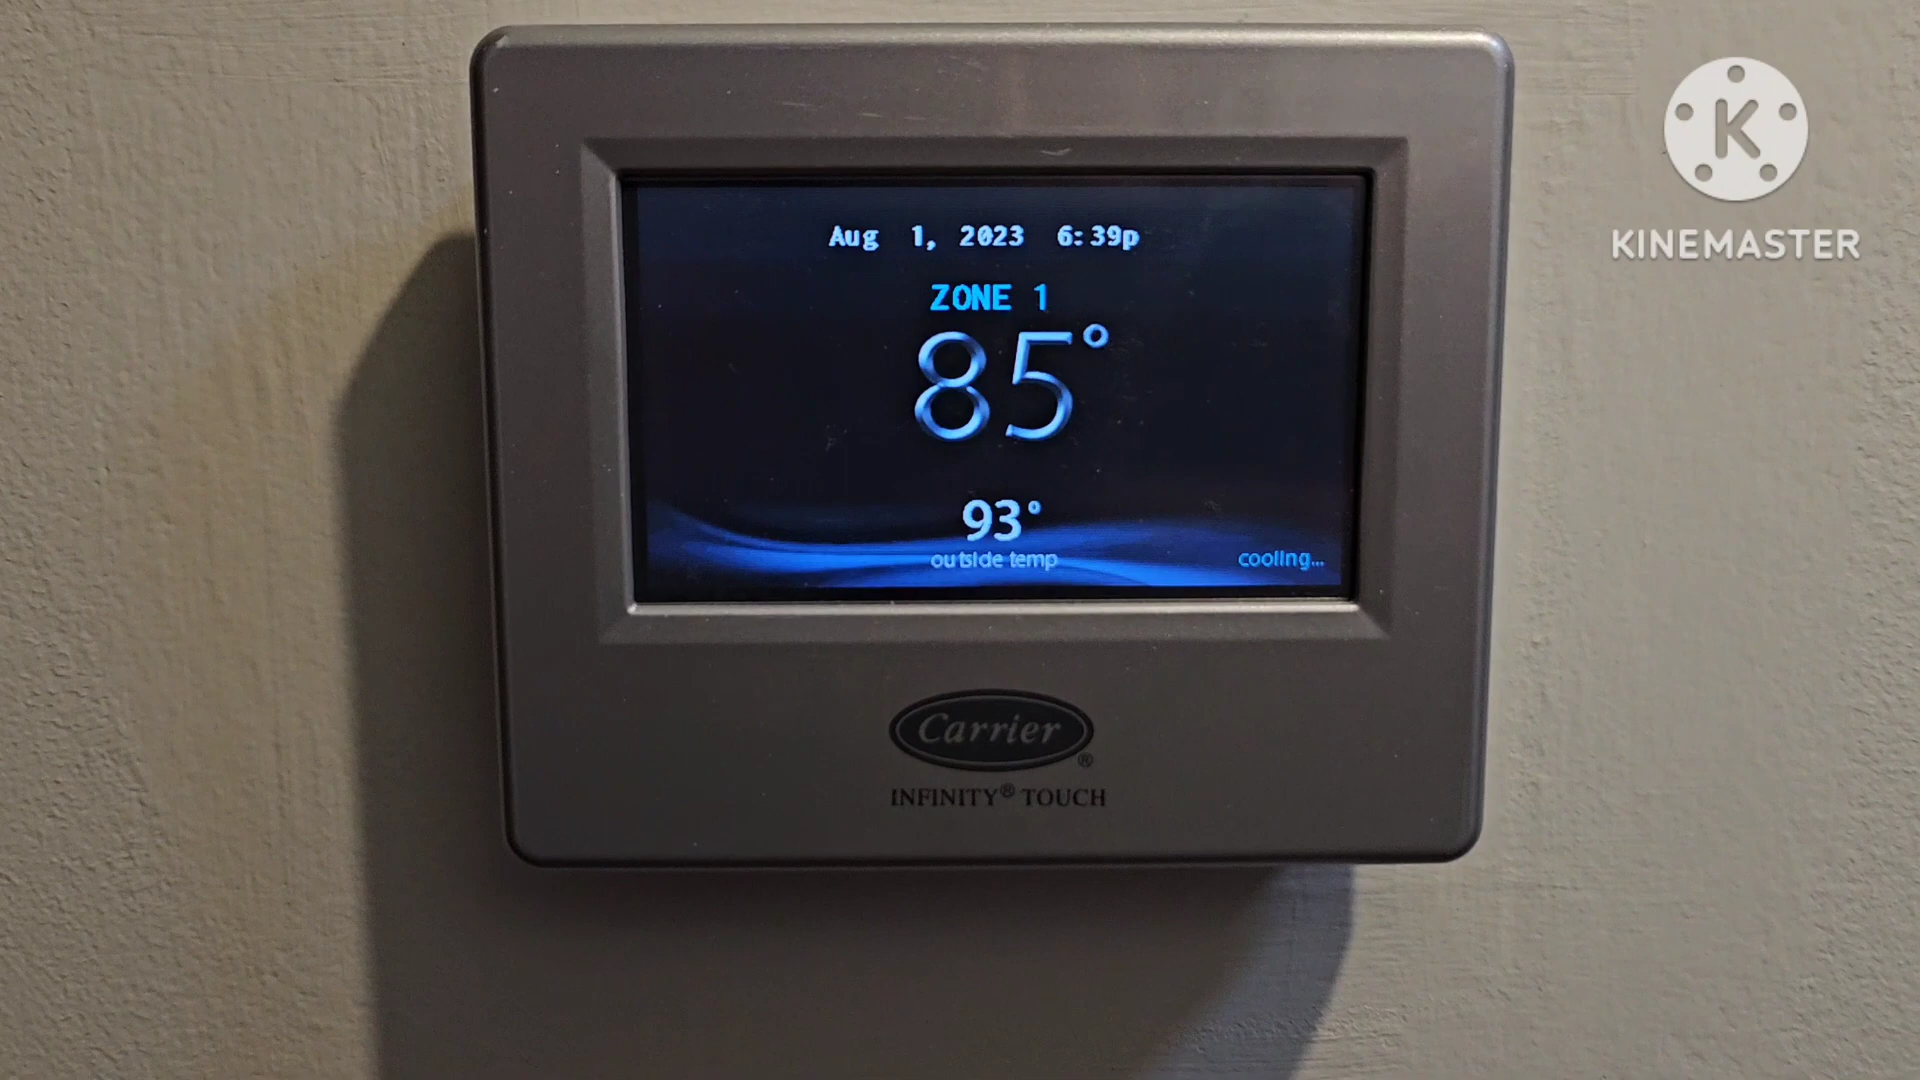 Aug 1, 2023 6:39p
ZONE 1
85°
93°
outside temp
cooling...
Carrier®
INFINITY® TOUCH
K
KINEMASTER